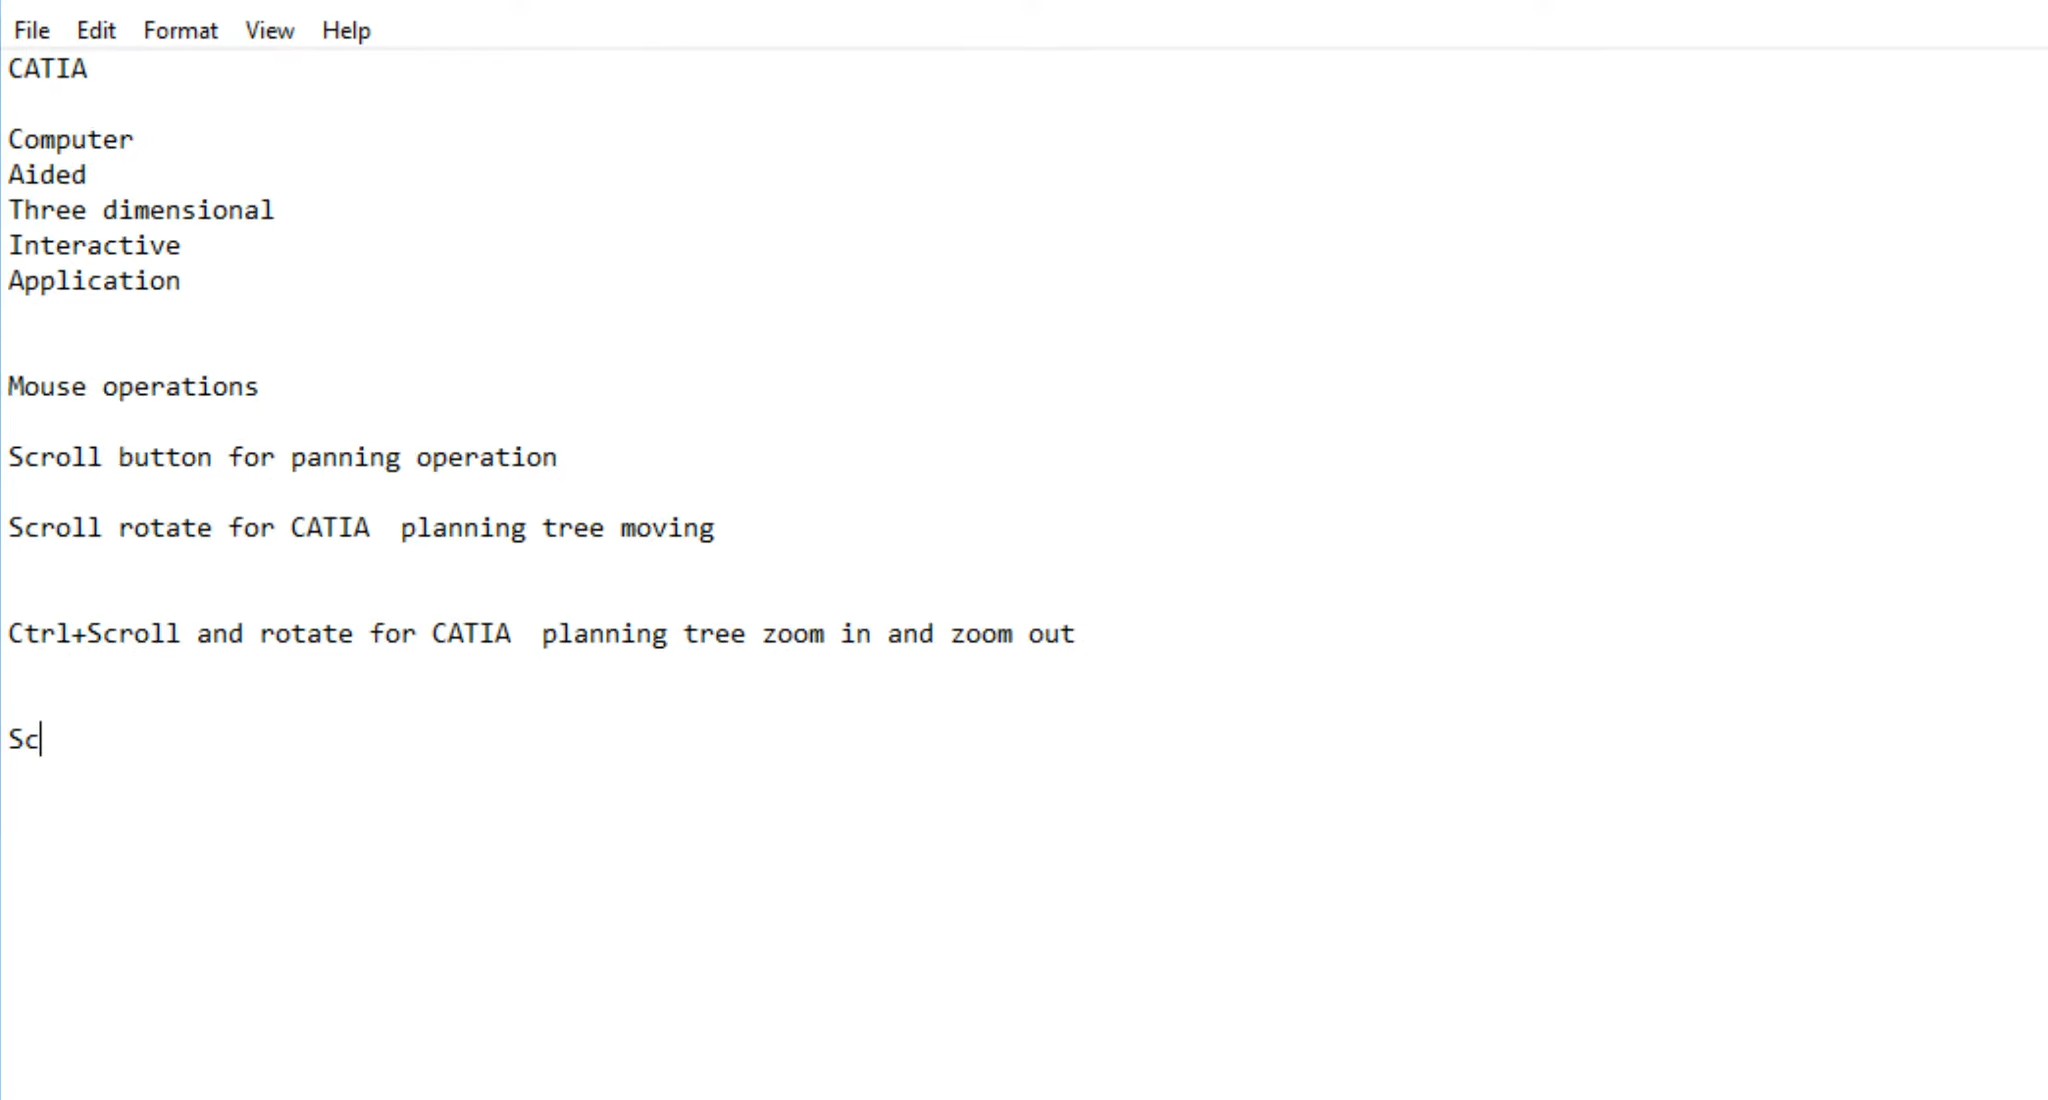 File Edit Format View Help
CATIA
Computer
Aided
Three dimensional
Interactive
Application
Mouse operations
Scroll button for panning operation
Scroll rotate for CATIA  planning tree moving
Ctrl+Scroll and rotate for CATIA  planning tree zoom in and zoom out
Sc